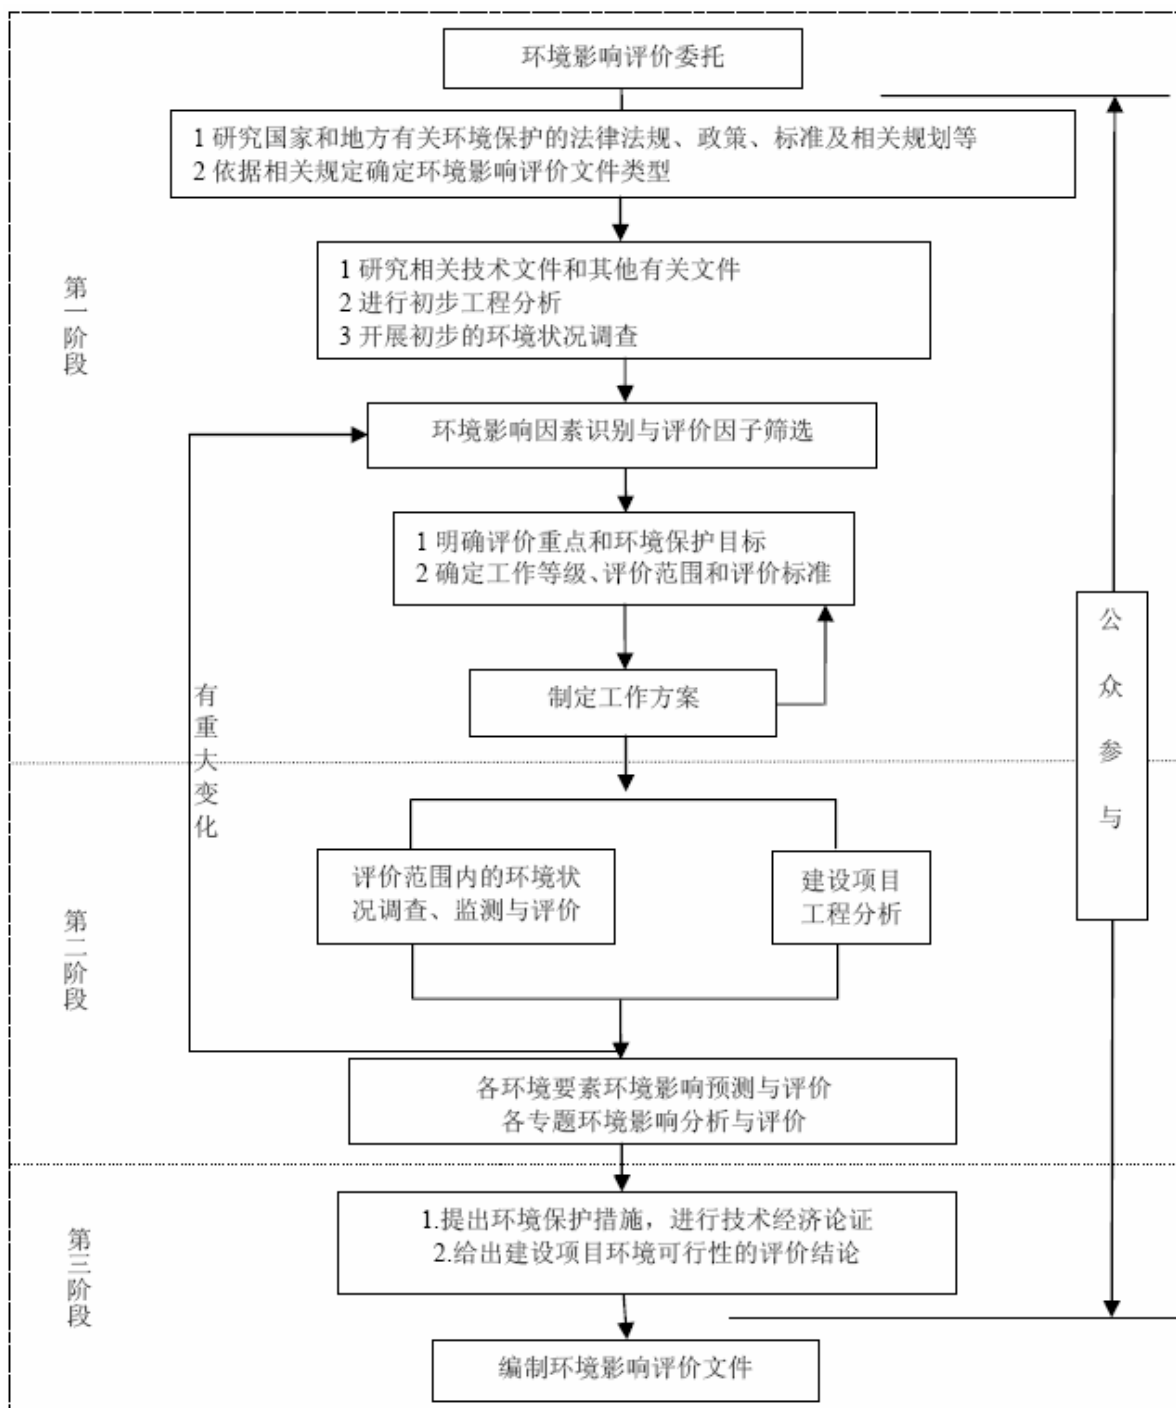 环境影响评价委托
1 研究国家和地方有关环境保护的法律法规、政策、标准及相关规划等
2 依据相关规定确定环境影响评价文件类型
第一阶段
1 研究相关技术文件和其他有关文件
2 进行初步工程分析
3 开展初步的环境状况调查
环境影响因素识别与评价因子筛选
1 明确评价重点和环境保护目标
2 确定工作等级、评价范围和评价标准
制定工作方案
有重大变化
公众参与
第二阶段
评价范围内的环境状
况调查、监测与评价
建设项目
工程分析
各环境要素环境影响预测与评价
各专题环境影响分析与评价
第三阶段
1.提出环境保护措施，进行技术经济论证
2.给出建设项目环境可行性的评价结论
编制环境影响评价文件